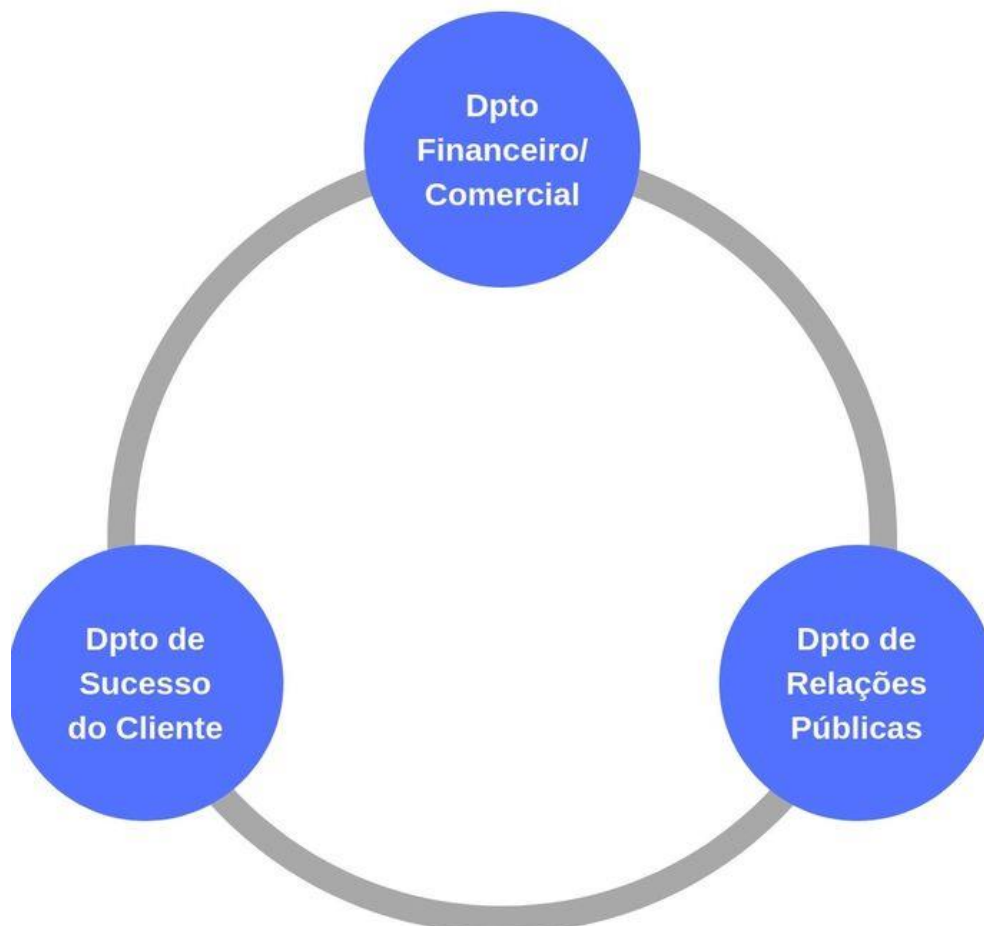 Dpto
Financeiro/
Comercial
Dpto de
Sucesso
do Cliente
Dpto de
Relações
Públicas